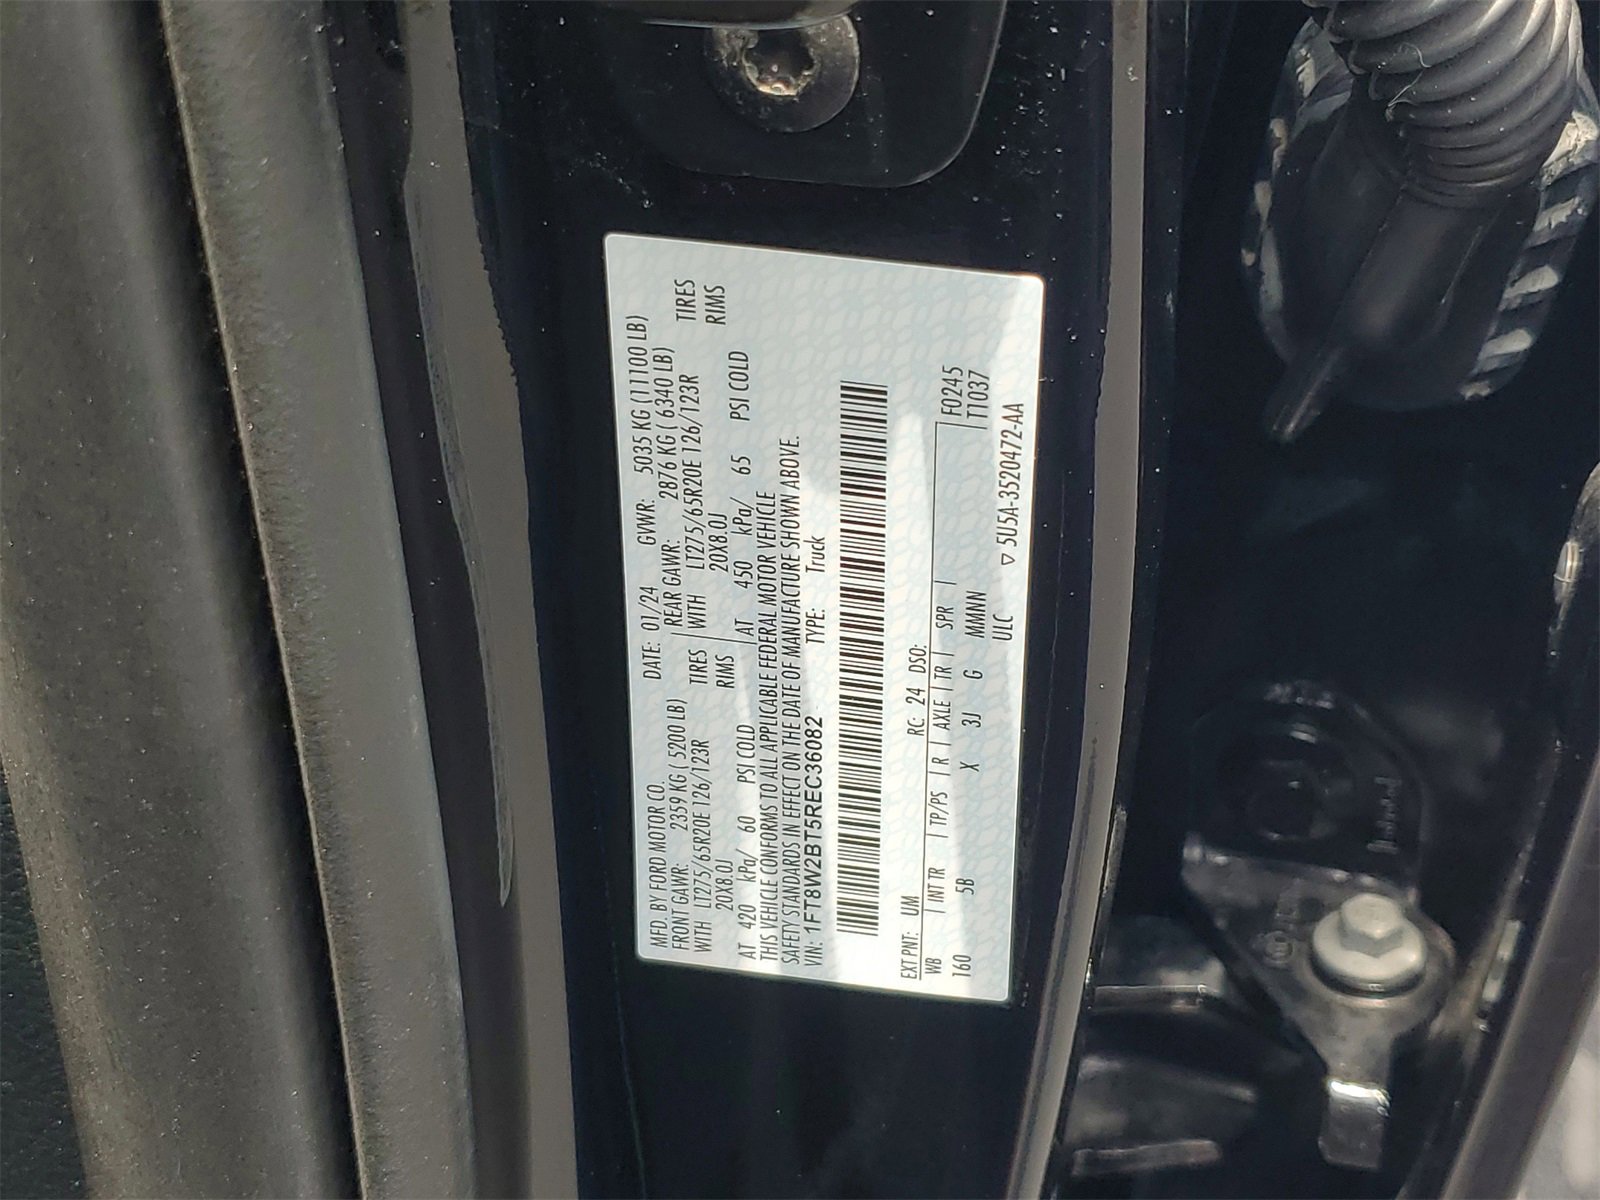 MFD. BY FORD MOTOR CO. DATE: 01/24 GVWR: 5035 KG (11100 LB)
FRONT GAWR: 2359 KG ( 5200 LB) REAR GAWR: 2876 KG ( 6340 LB)
WITH LT275/65R20E 126/123R TIRES WITH LT275/65R20E 126/123R TIRES
20X8.0J RIMS 20X8.0J RIMS
AT 420 kPa/ 60 PSI COLD AT 450 kPa/ 65 PSI COLD
THIS VEHICLE CONFORMS TO ALL APPLICABLE FEDERAL MOTOR VEHICLE
SAFETY STANDARDS IN EFFECT ON THE DATE OF MANUFACTURE SHOWN ABOVE.
VIN: 1FT8W2BT5REC36082 TYPE: Truck
EXT PNT: UM RC: 24 DSO: F0245
WB INT TR TP/PS R AXLE TR SPR T1037
160 5B X 3J G MMNN
ULC
▽ 5U5A-3520472-AA